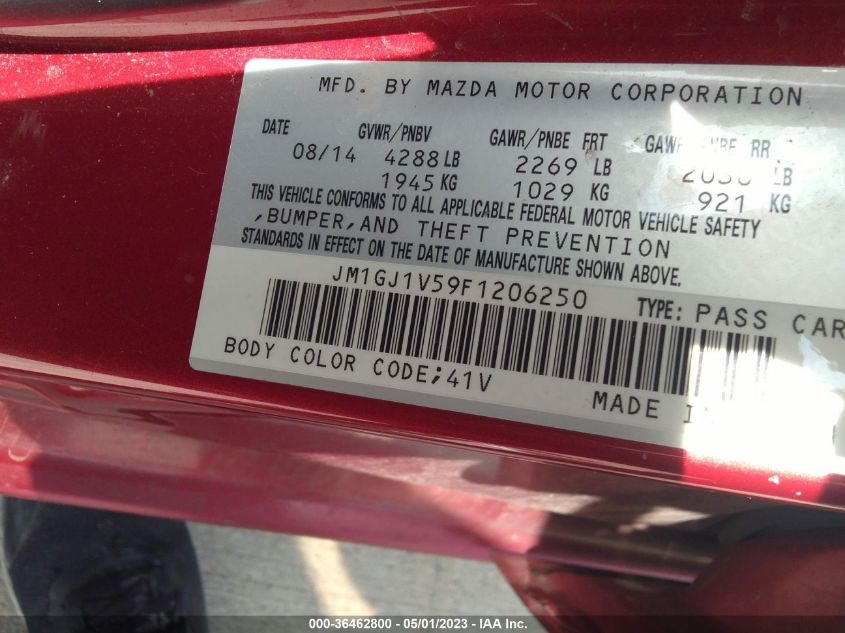 MFD. BY MAZDA MOTOR CORPORATION
DATE GVWR/PNBV GAWR/PNBE FRT RR
08/14 4288LB 2269 LB LB
1945KG 1029 KG 921 KG
THIS VEHICLE CONFORMS TO ALL APPLICABLE FEDERAL MOTOR VEHICLE SAFETY
,BUMPER,AND THEFT PREVENTION
STANDARDS IN EFFECT ON THE DATE OF MANUFACTURE SHOWN ABOVE.
JM1GJ1V59F1206250 TYPE: PASS CAR
BODY COLOR CODE;41V
MADE
000-36462800 - 05/01/2023 - IAA Inc.